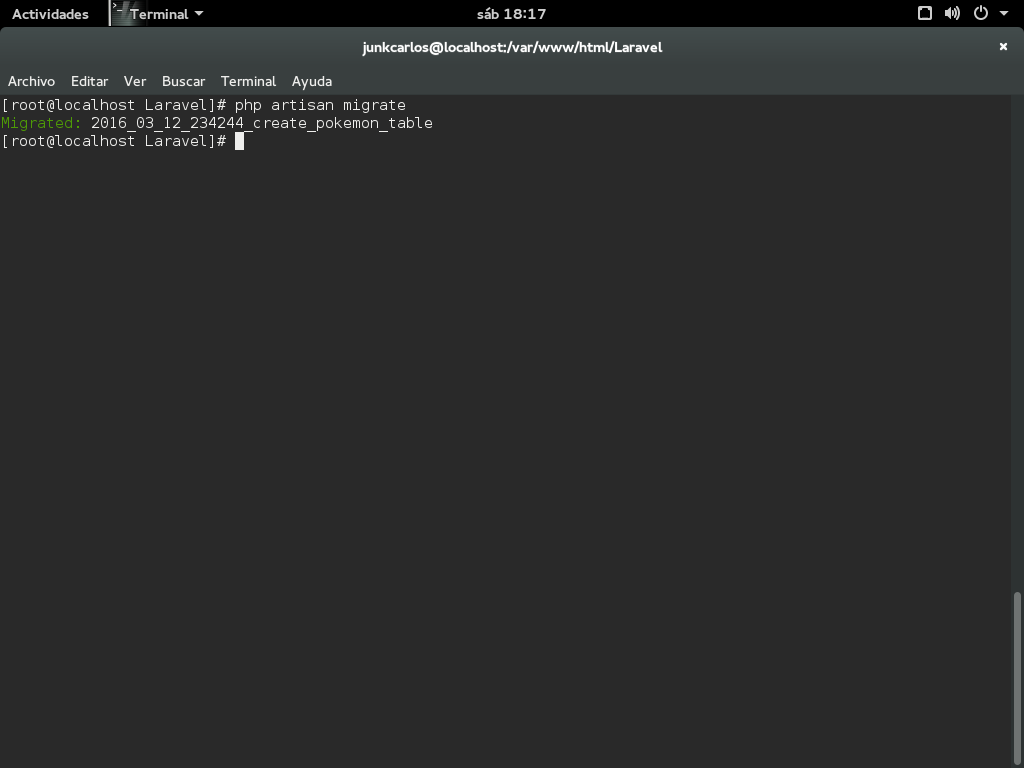 Actividades Terminal sáb 18:17
junkcarlos@localhost:/var/www/html/Laravel
Archivo Editar Ver Buscar Terminal Ayuda
[root@localhost Laravel]# php artisan migrate
Migrated: 2016_03_12_234244_create_pokemon_table
[root@localhost Laravel]#